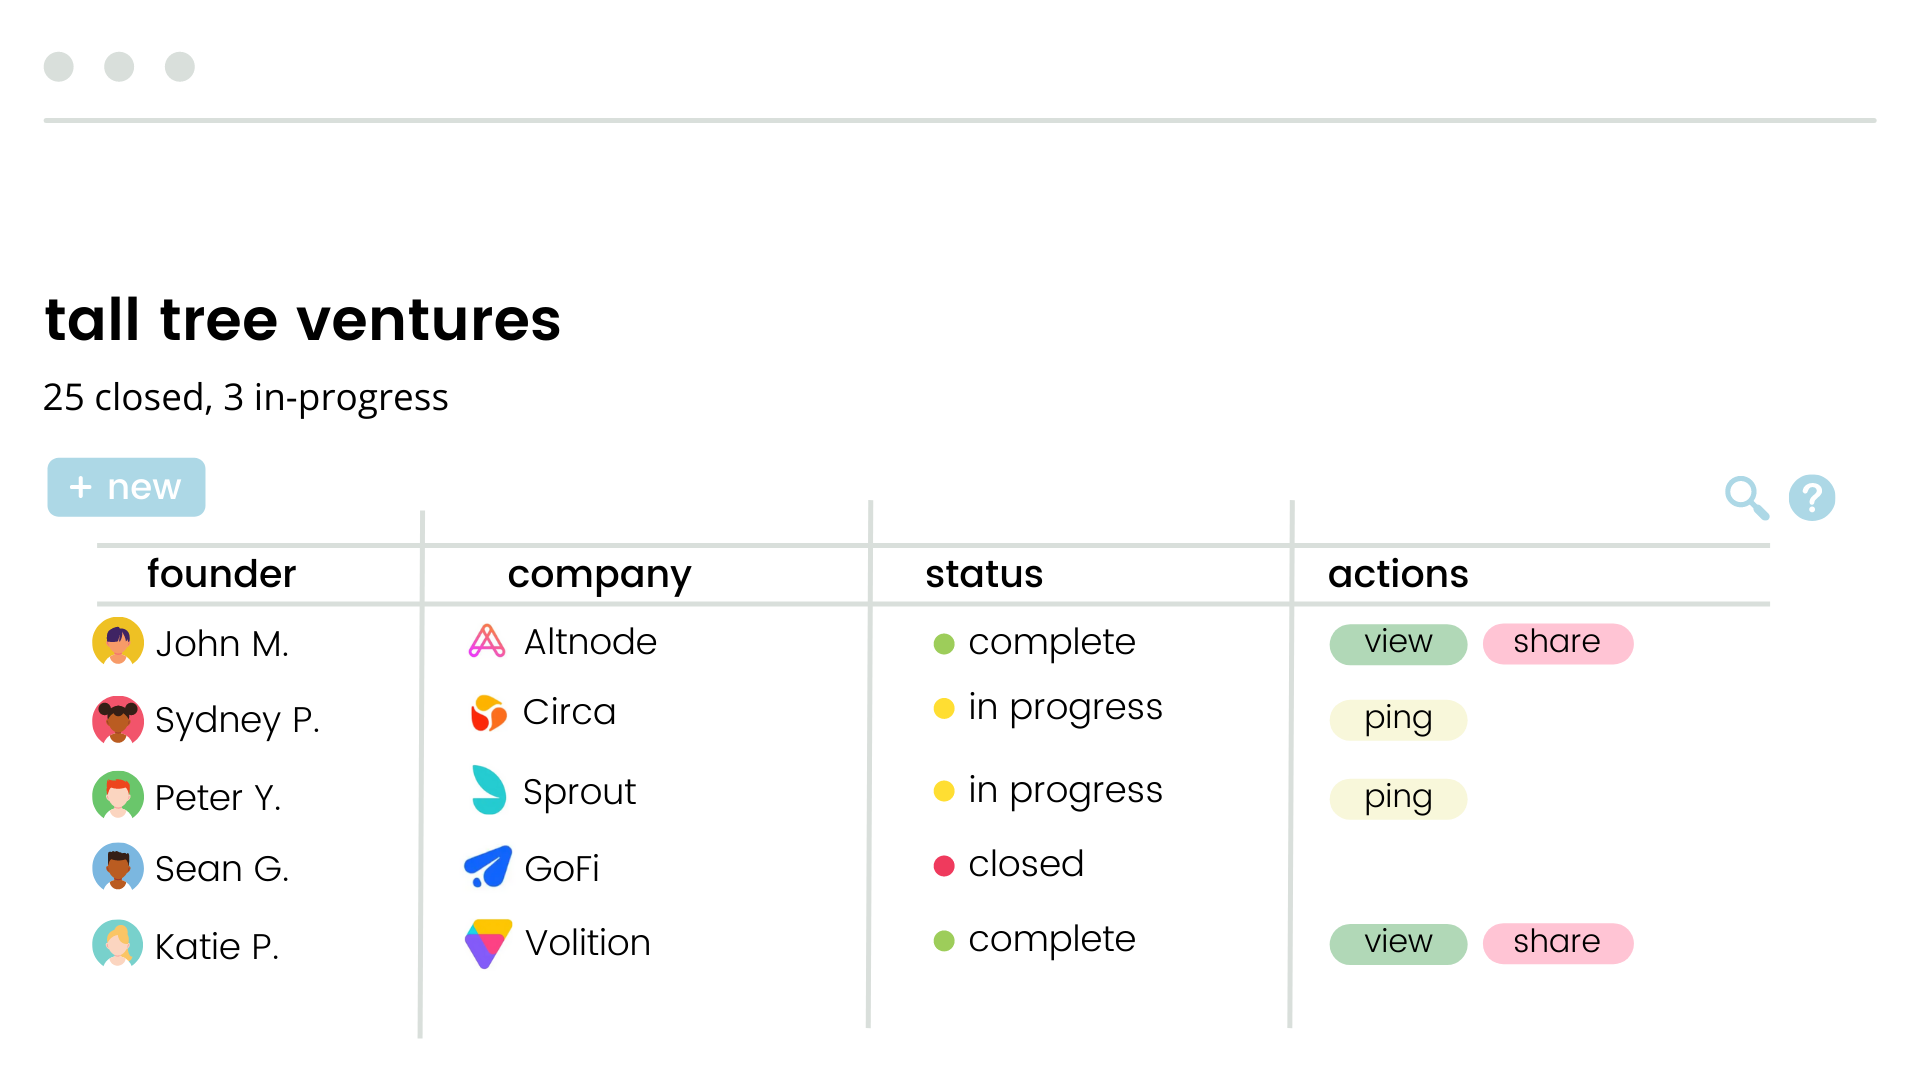 tall tree ventures
25 closed, 3 in-progress
+ new
?
founder company status actions
John M. Altnode complete view share
Sydney P. Circa in progress ping
Peter Y. Sprout in progress ping
Sean G. GoFi closed
Katie P. Volition complete view share